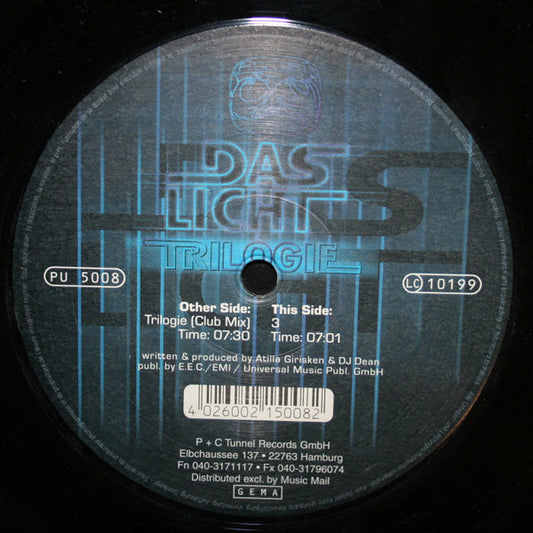 DAS
LICHT
TRILOGIE
PU 5008
LC 10199
Other Side: This Side:
Trilogie (Club Mix) 3
Time: 07:30 Time: 07:01
written & produced by Atilla Girisken & DJ Dean
publ. by E.E.C./EMI / Universal Music Publ. GmbH
4 026002 150082
P + C Tunnel Records GmbH
Elbchaussee 137 • 22763 Hamburg
Fn 040-3171117 • Fx 040-31796074
Distributed excl. by Music Mail
GEMA